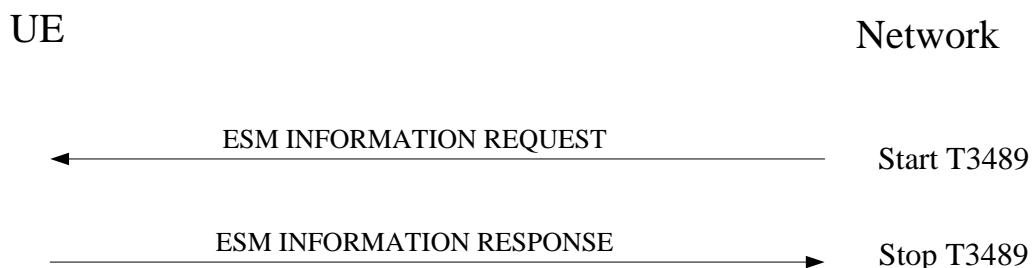 UE
Network
ESM INFORMATION REQUEST
Start T3489
ESM INFORMATION RESPONSE
Stop T3489